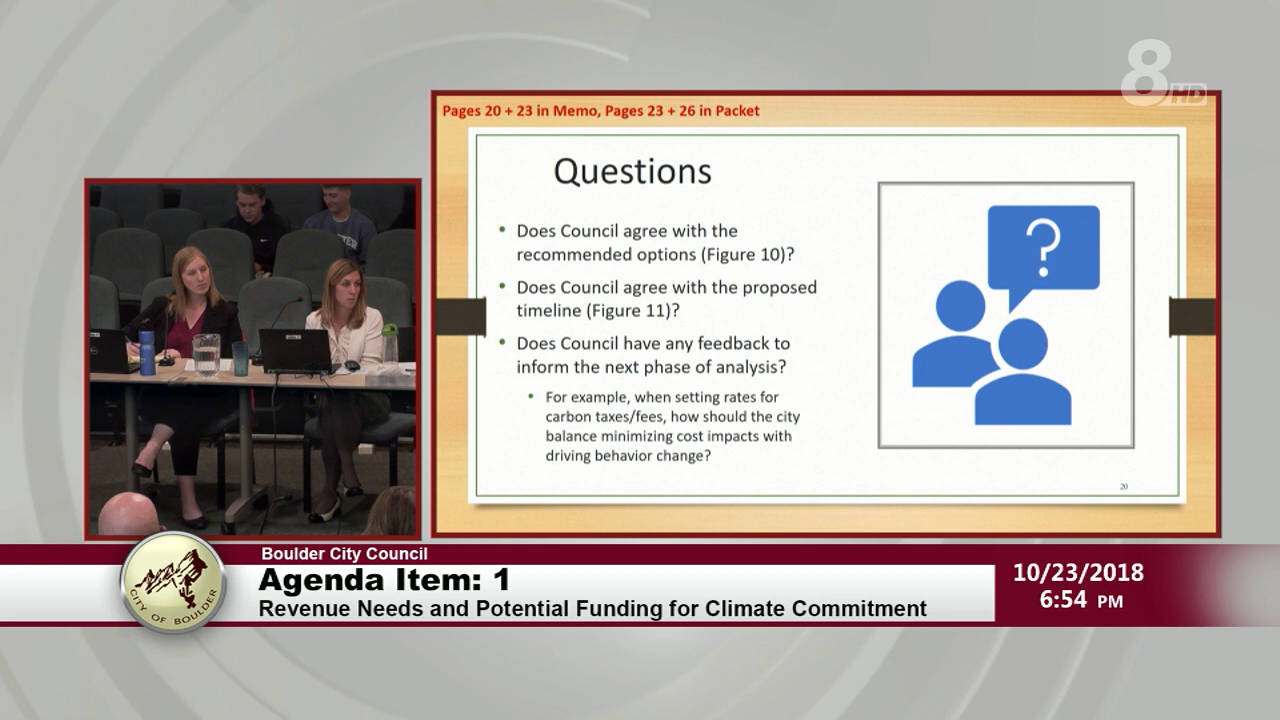 8
HD
Pages 20 + 23 in Memo, Pages 23 + 26 in Packet
Questions
• Does Council agree with the
recommended options (Figure 10)?
• Does Council agree with the proposed
timeline (Figure 11)?
• Does Council have any feedback to
inform the next phase of analysis?
• For example, when setting rates for
carbon taxes/fees, how should the city
balance minimizing cost impacts with
driving behavior change?
?
20
Boulder City Council
Agenda Item: 1
Revenue Needs and Potential Funding for Climate Commitment
CITY OF BOULDER
10/23/2018
6:54 PM